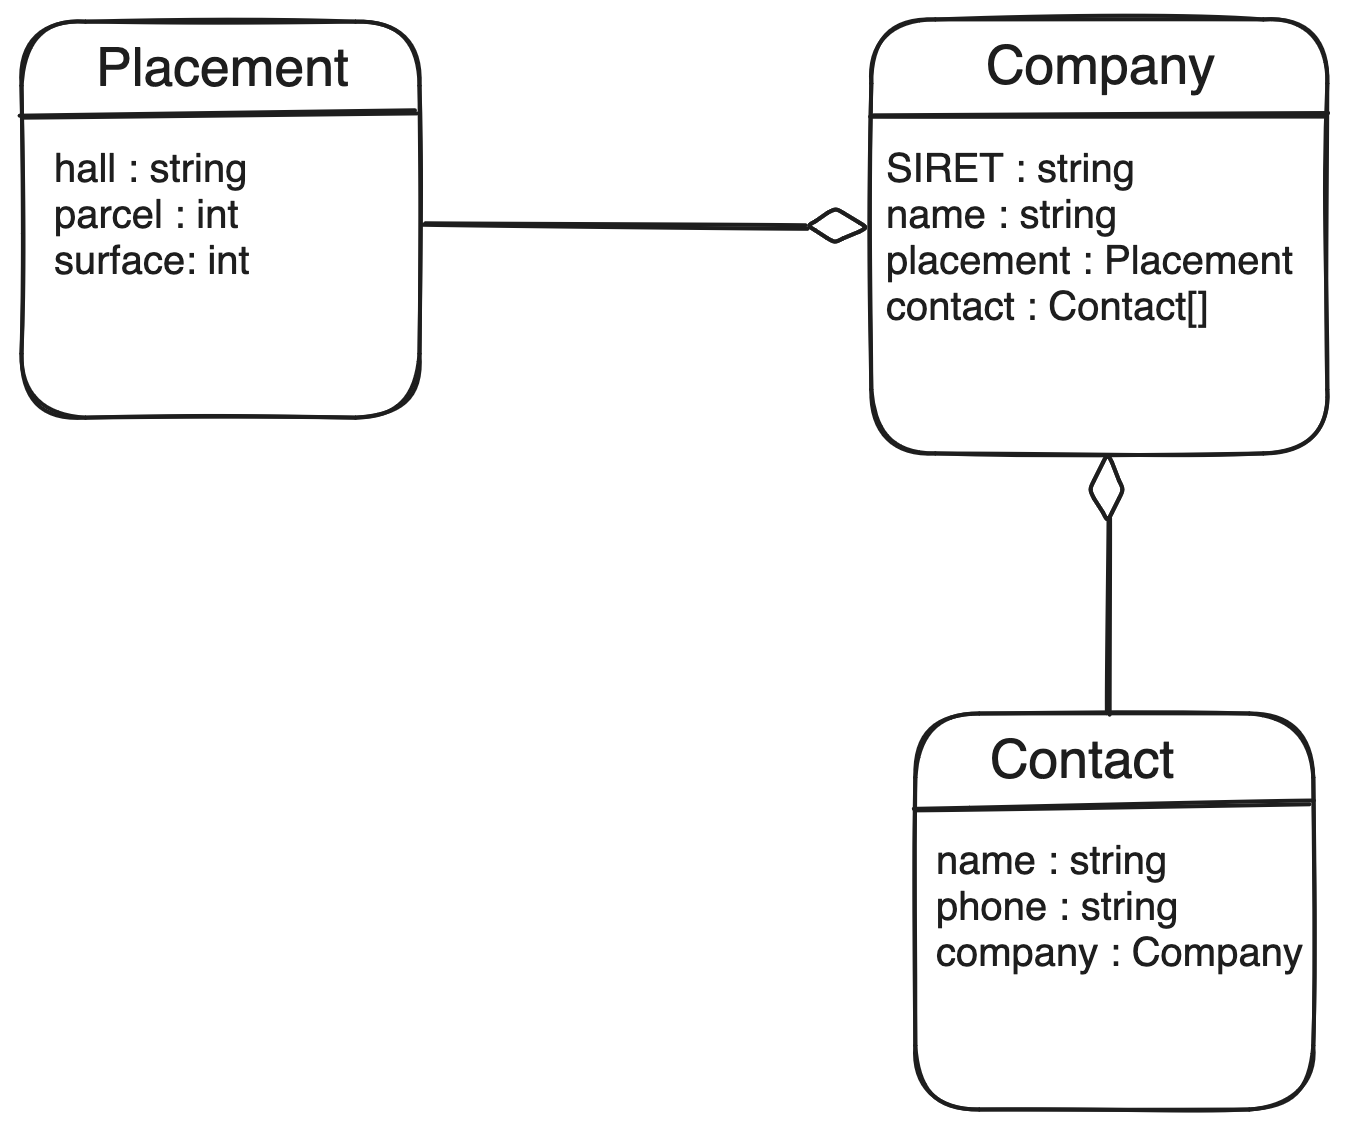 Placement
hall : string
parcel : int
surface: int
Company
SIRET : string
name : string
placement : Placement
contact : Contact[]
Contact
name : string
phone : string
company : Company